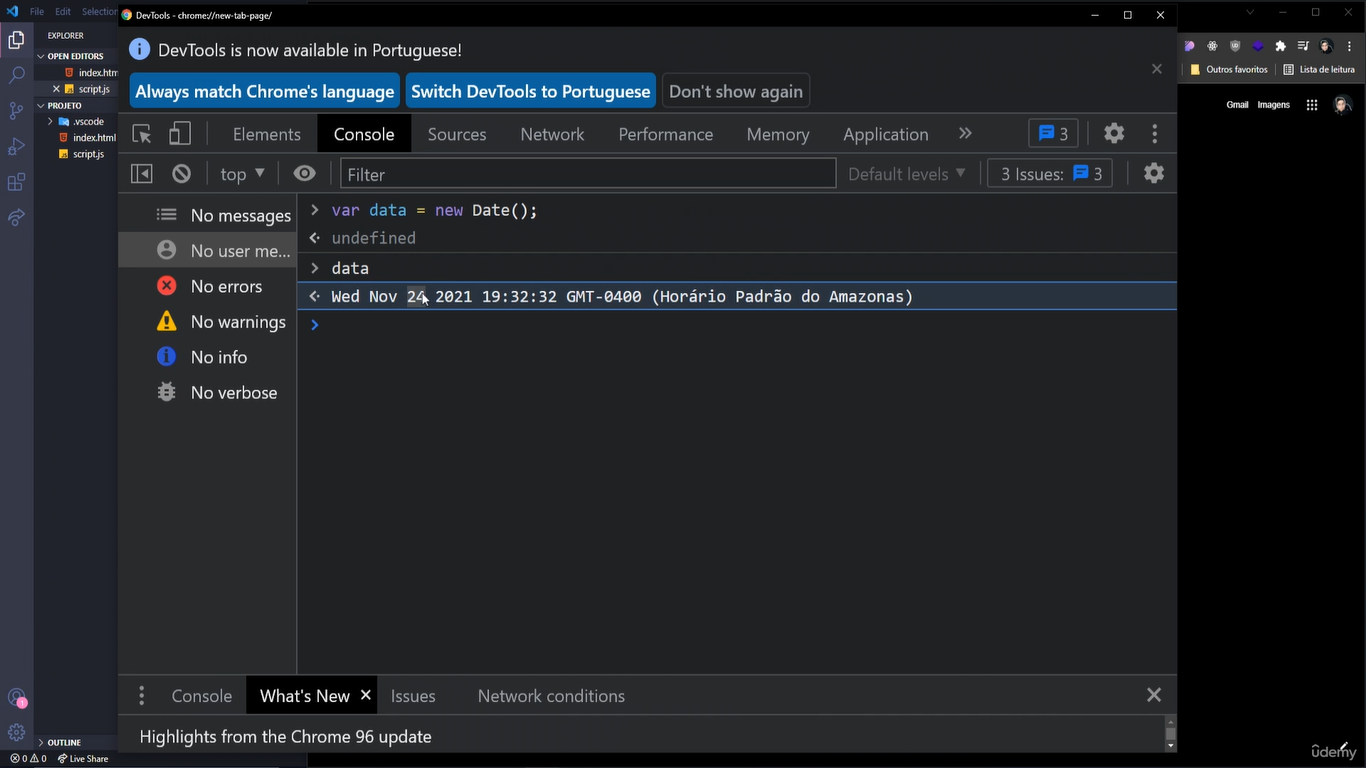 File Edit Selection
DevTools - chrome://new-tab-page/
EXPLORER
OPEN EDITORS
index.htm
script.js
PROJETO
.vscode
index.html
script.js
DevTools is now available in Portuguese!
Always match Chrome's language
Switch DevTools to Portuguese
Don't show again
Elements Console Sources Network Performance Memory Application 3
top Filter Default levels 3 Issues: 3
No messages
No user me...
No errors
No warnings
No info
No verbose
var data = new Date();
undefined
data
Wed Nov 24 2021 19:32:32 GMT-0400 (Horário Padrão do Amazonas)
Outros favoritos Lista de leitura
Gmail Imagens
Console What's New Issues Network conditions
Highlights from the Chrome 96 update
OUTLINE
0 0 Live Share
1
ûdemy